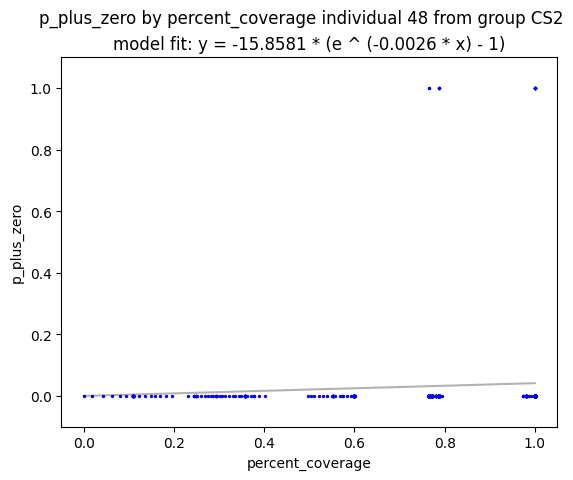 p_plus_zero by percent_coverage individual 48 from group CS2
model fit: y = -15.8581 * (e ^ (-0.0026 * x) - 1)
1.0
0.8
0.6
0.4
0.2
0.0
p_plus_zero
0.0 0.2 0.4 0.6 0.8 1.0
percent_coverage